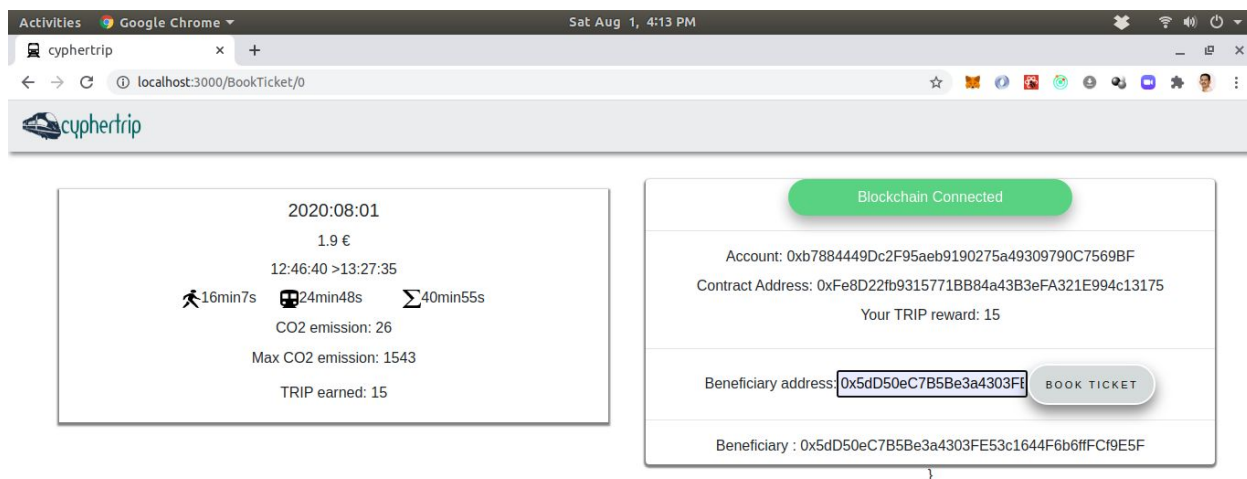 Activities Google Chrome Sat Aug 1, 4:13 PM
cyphertrip
localhost:3000/BookTicket/0
cyphertrip
2020:08:01
1.9 €
12:46:40 >13:27:35
16min7s 24min48s ∑40min55s
CO2 emission: 26
Max CO2 emission: 1543
TRIP earned: 15
Blockchain Connected
Account: 0xb7884449Dc2F95aeb9190275a49309790C7569BF
Contract Address: 0xFe8D22fb9315771BB84a43B3eFA321E994c13175
Your TRIP reward: 15
Beneficiary address: 0x5dD50eC7B5Be3a4303FE BOOK TICKET
Beneficiary : 0x5dD50eC7B5Be3a4303FE53c1644F6b6ffFCf9E5F
}